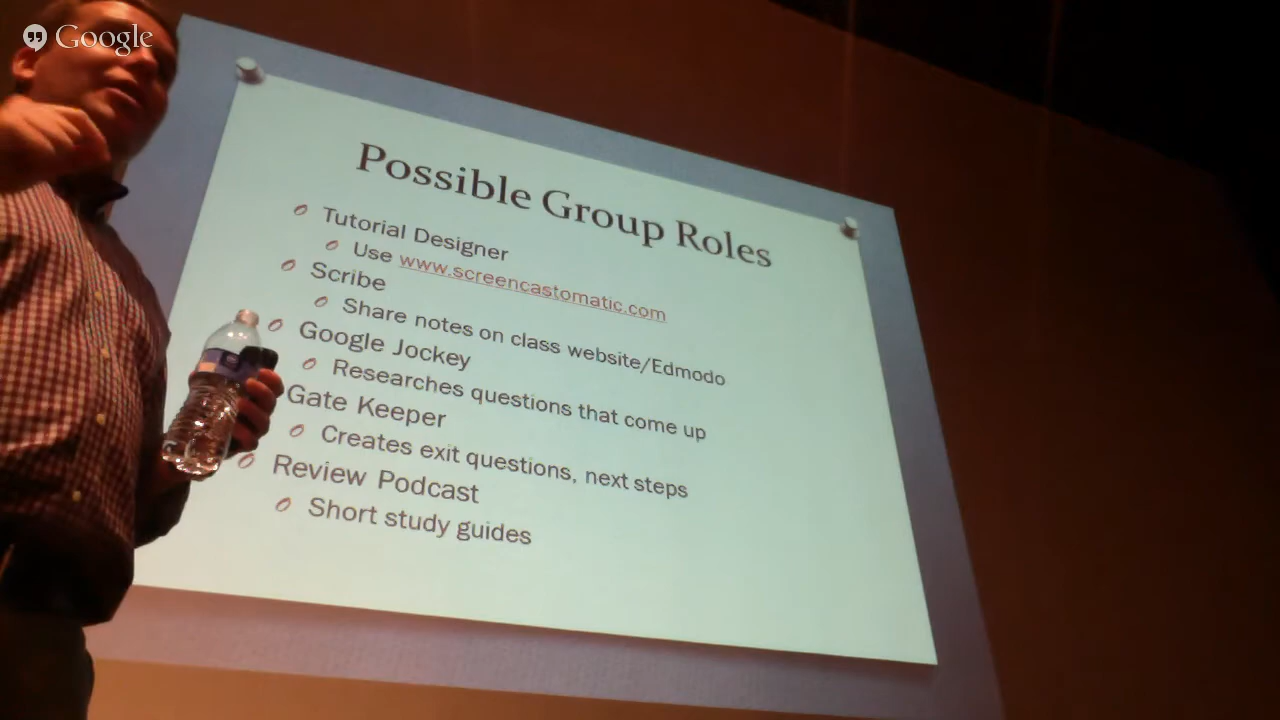 Google
Possible Group Roles
Tutorial Designer
Use www.screencastomatic.com
Scribe
Share notes on class website/Edmodo
Google Jockey
Researches questions that come up
Gate Keeper
Creates exit questions, next steps
Review Podcast
Short study guides